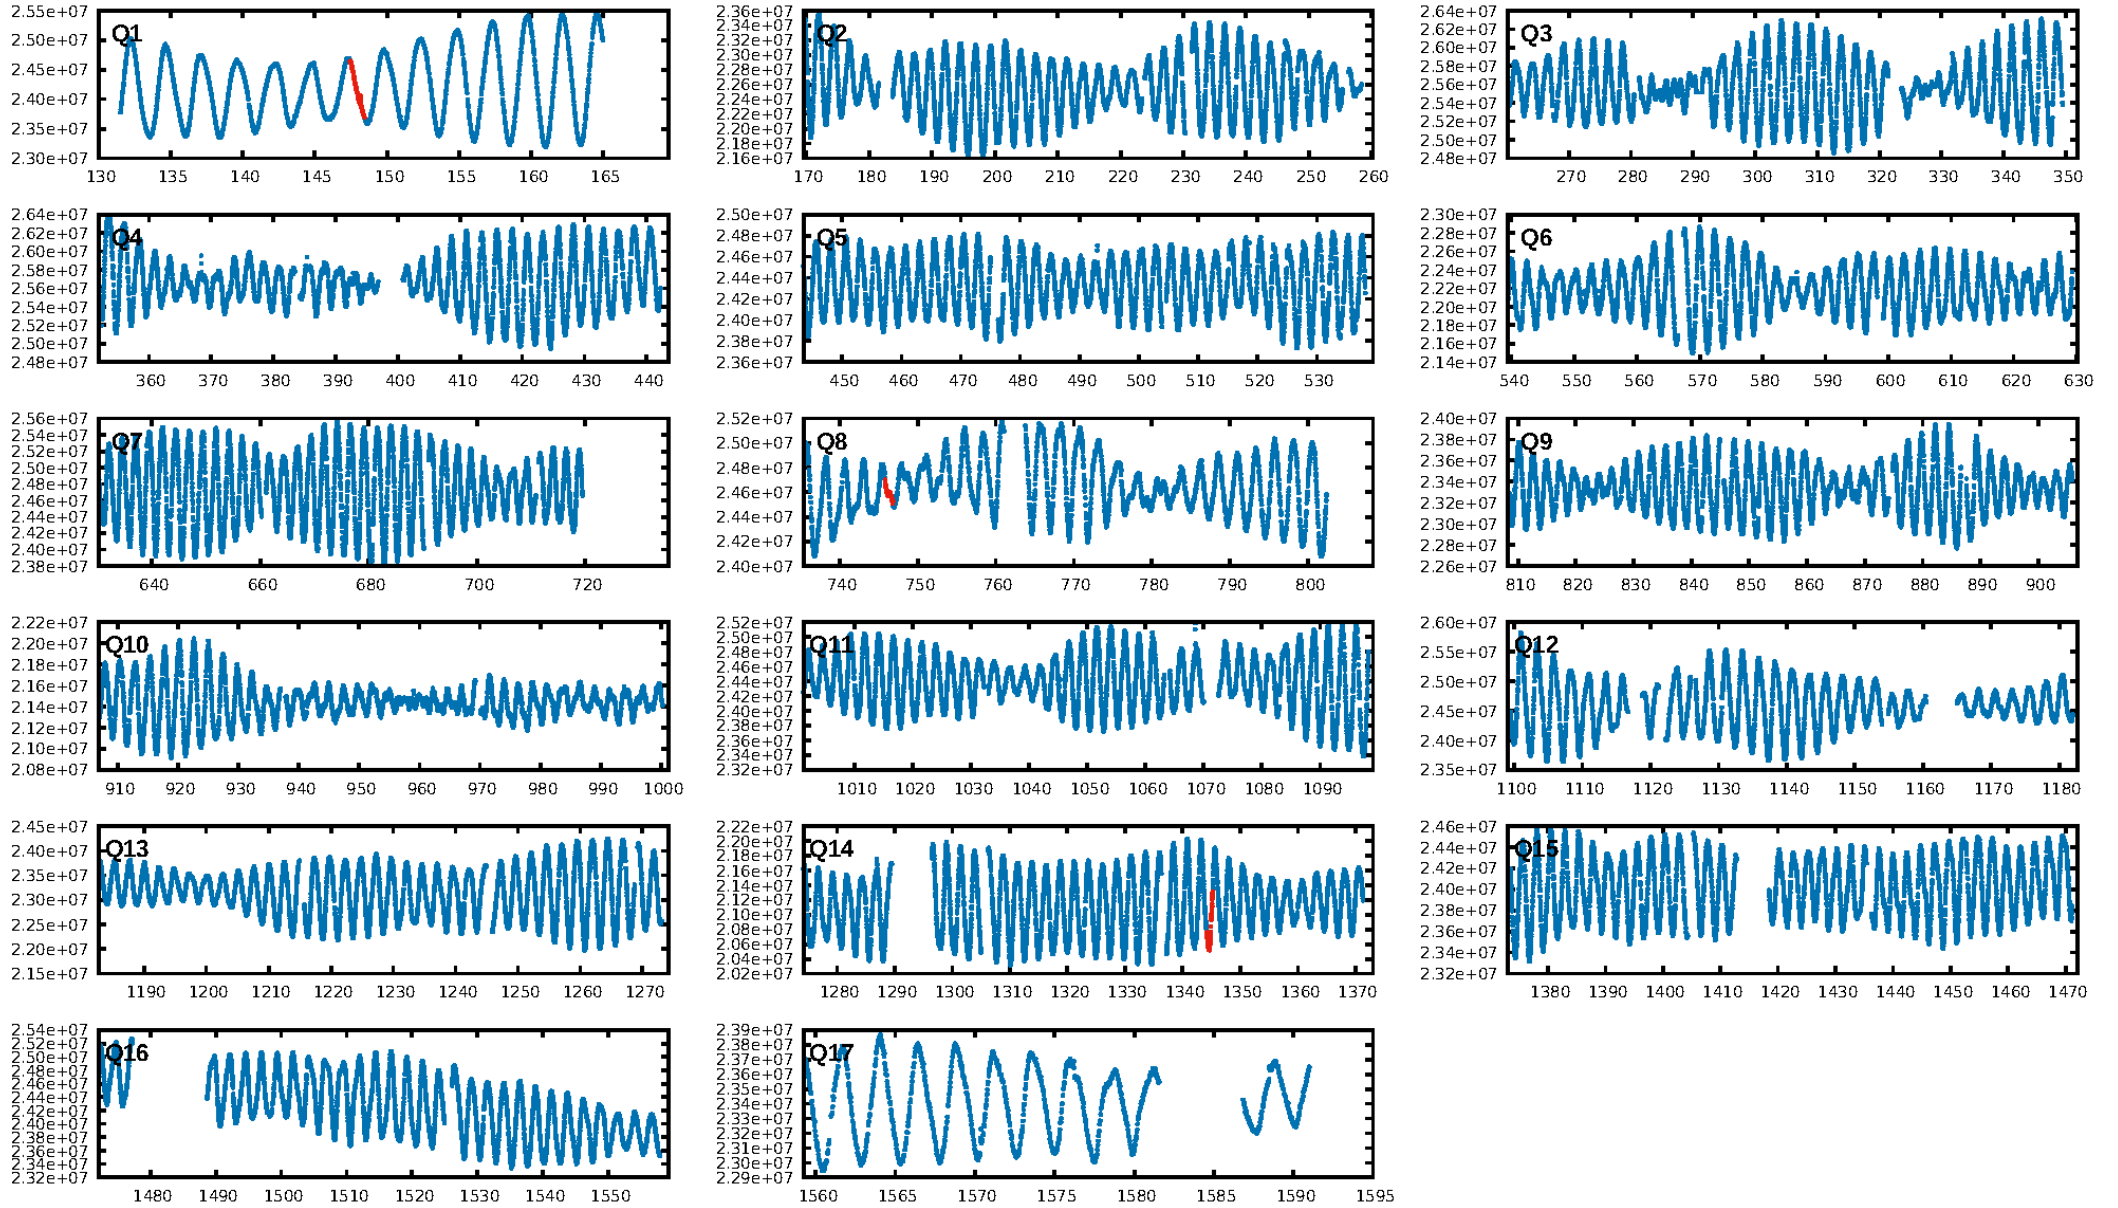 2.55e+07
2.50e+07
2.45e+07
2.40e+07
2.35e+07
2.30e+07
Q1
130 135 140 145 150 155 160 165
2.36e+07
2.34e+07
2.32e+07
2.30e+07
2.28e+07
2.26e+07
2.24e+07
2.22e+07
2.20e+07
2.18e+07
2.16e+07
Q2
170 180 190 200 210 220 230 240 250 260
2.64e+07
2.62e+07
2.60e+07
2.58e+07
2.56e+07
2.54e+07
2.52e+07
2.50e+07
2.48e+07
Q3
270 280 290 300 310 320 330 340 350
2.64e+07
2.62e+07
2.60e+07
2.58e+07
2.56e+07
2.54e+07
2.52e+07
2.50e+07
2.48e+07
Q4
360 370 380 390 400 410 420 430 440
2.50e+07
2.48e+07
2.46e+07
2.44e+07
2.42e+07
2.40e+07
2.38e+07
2.36e+07
Q5
450 460 470 480 490 500 510 520 530
2.30e+07
2.28e+07
2.26e+07
2.24e+07
2.22e+07
2.20e+07
2.18e+07
2.16e+07
2.14e+07
Q6
540 550 560 570 580 590 600 610 620 630
2.56e+07
2.54e+07
2.52e+07
2.50e+07
2.48e+07
2.46e+07
2.44e+07
2.42e+07
2.40e+07
2.38e+07
Q7
640 660 680 700 720
2.52e+07
2.50e+07
2.48e+07
2.46e+07
2.44e+07
2.42e+07
2.40e+07
Q8
740 750 760 770 780 790 800
2.40e+07
2.38e+07
2.36e+07
2.34e+07
2.32e+07
2.30e+07
2.28e+07
2.26e+07
Q9
810 820 830 840 850 860 870 880 890 900
2.22e+07
2.20e+07
2.18e+07
2.16e+07
2.14e+07
2.12e+07
2.10e+07
2.08e+07
Q10
910 920 930 940 950 960 970 980 990 1000
2.52e+07
2.50e+07
2.48e+07
2.46e+07
2.44e+07
2.42e+07
2.40e+07
2.38e+07
2.36e+07
2.34e+07
2.32e+07
Q11
1010 1020 1030 1040 1050 1060 1070 1080 1090
2.60e+07
2.55e+07
2.50e+07
2.45e+07
2.40e+07
2.35e+07
Q12
1100 1110 1120 1130 1140 1150 1160 1170 1180
2.45e+07
2.40e+07
2.35e+07
2.30e+07
2.25e+07
2.20e+07
2.15e+07
Q13
1190 1200 1210 1220 1230 1240 1250 1260 1270
2.22e+07
2.20e+07
2.18e+07
2.16e+07
2.14e+07
2.12e+07
2.10e+07
2.08e+07
2.06e+07
2.04e+07
2.02e+07
Q14
1280 1290 1300 1310 1320 1330 1340 1350 1360 1370
2.46e+07
2.44e+07
2.42e+07
2.40e+07
2.38e+07
2.36e+07
2.34e+07
2.32e+07
Q15
1380 1390 1400 1410 1420 1430 1440 1450 1460 1470
2.54e+07
2.52e+07
2.50e+07
2.48e+07
2.46e+07
2.44e+07
2.42e+07
2.40e+07
2.38e+07
2.36e+07
2.34e+07
2.32e+07
Q16
1480 1490 1500 1510 1520 1530 1540 1550
2.39e+07
2.38e+07
2.37e+07
2.36e+07
2.35e+07
2.34e+07
2.33e+07
2.32e+07
2.31e+07
2.30e+07
2.29e+07
Q17
1560 1565 1570 1575 1580 1585 1590 1595